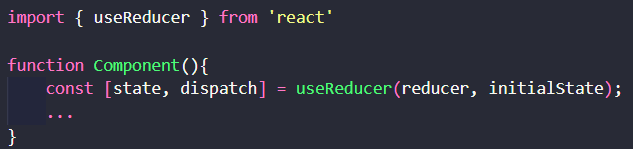 import { useReducer } from 'react'

function Component(){
    const [state, dispatch] = useReducer(reducer, initialState);
    ...
}